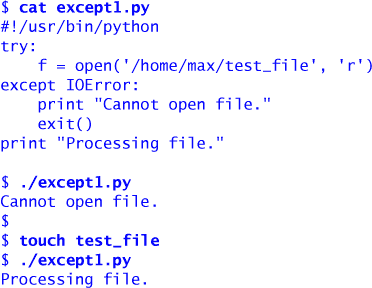 $ cat except1.py
#!/usr/bin/python
try:
    f = open('/home/max/test_file', 'r')
except IOError:
    print "Cannot open file."
    exit()
print "Processing file."

$ ./except1.py
Cannot open file.
$
$ touch test_file
$ ./except1.py
Processing file.